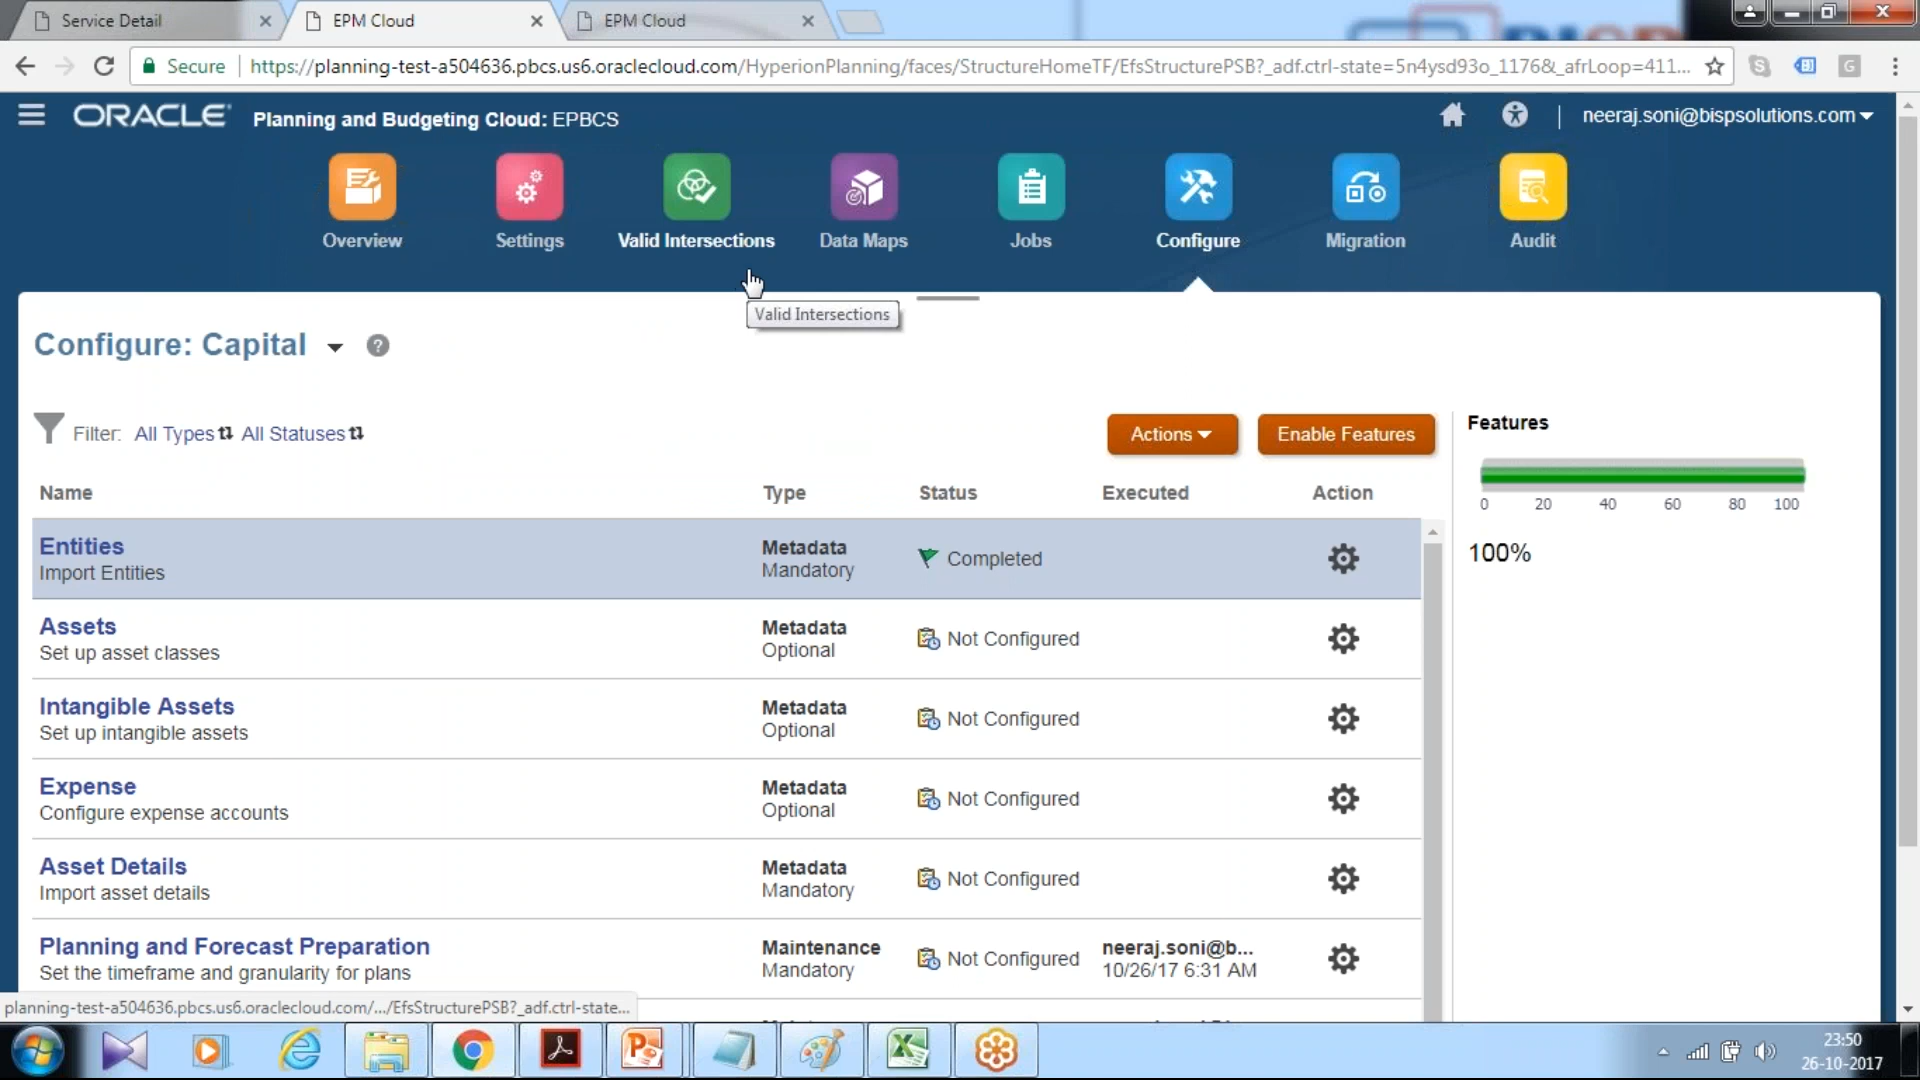 Service Detail
EPM Cloud
EPM Cloud
Secure
https://planning-test-a504636.pbcs.us6.oraclecloud.com/HyperionPlanning/faces/StructureHomeTF/EfsStructurePSB?_adf.ctrl-state=5n4ysd93o_1176&_afrLoop=411...
G
ORACLE Planning and Budgeting Cloud: EPBCS
neeraj.soni@bispsolutions.com
Overview Settings Valid Intersections Data Maps Jobs Configure Migration Audit
Valid Intersections
Configure: Capital
?
Filter: All Types All Statuses
Actions
Enable Features
Features
0 20 40 60 80 100
100%
Name Type Status Executed Action
Entities
Import Entities
Metadata
Mandatory
Completed
Assets
Set up asset classes
Metadata
Optional
Not Configured
Intangible Assets
Set up intangible assets
Metadata
Optional
Not Configured
Expense
Configure expense accounts
Metadata
Optional
Not Configured
Asset Details
Import asset details
Metadata
Mandatory
Not Configured
Planning and Forecast Preparation
Set the timeframe and granularity for plans
Maintenance
Mandatory
Not Configured
neeraj.soni@b...
10/26/17 6:31 AM
planning-test-a504636.pbcs.us6.oraclecloud.com/.../EfsStructurePSB?_adf.ctrl-state...
23:50
26-10-2017